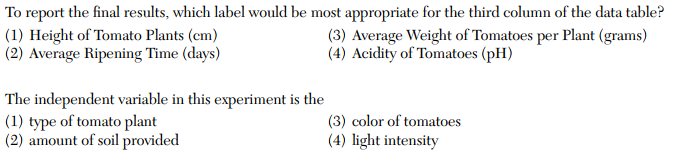 To report the final results, which label would be most appropriate for the third column of the data table?
(1) Height of Tomato Plants (cm) (3) Average Weight of Tomatoes per Plant (grams)
(2) Average Ripening Time (days) (4) Acidity of Tomatoes (pH)
The independent variable in this experiment is the
(1) type of tomato plant (3) color of tomatoes
(2) amount of soil provided (4) light intensity